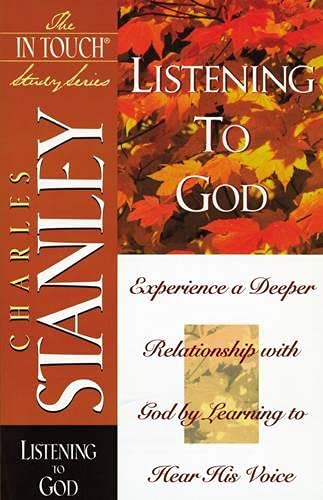 The
IN TOUCH®
Study Series
CHARLES
STANLEY
LISTENING
TO
GOD
LISTENING
TO
GOD
Experience a Deeper
Relationship with
God by Learning to
Hear His Voice